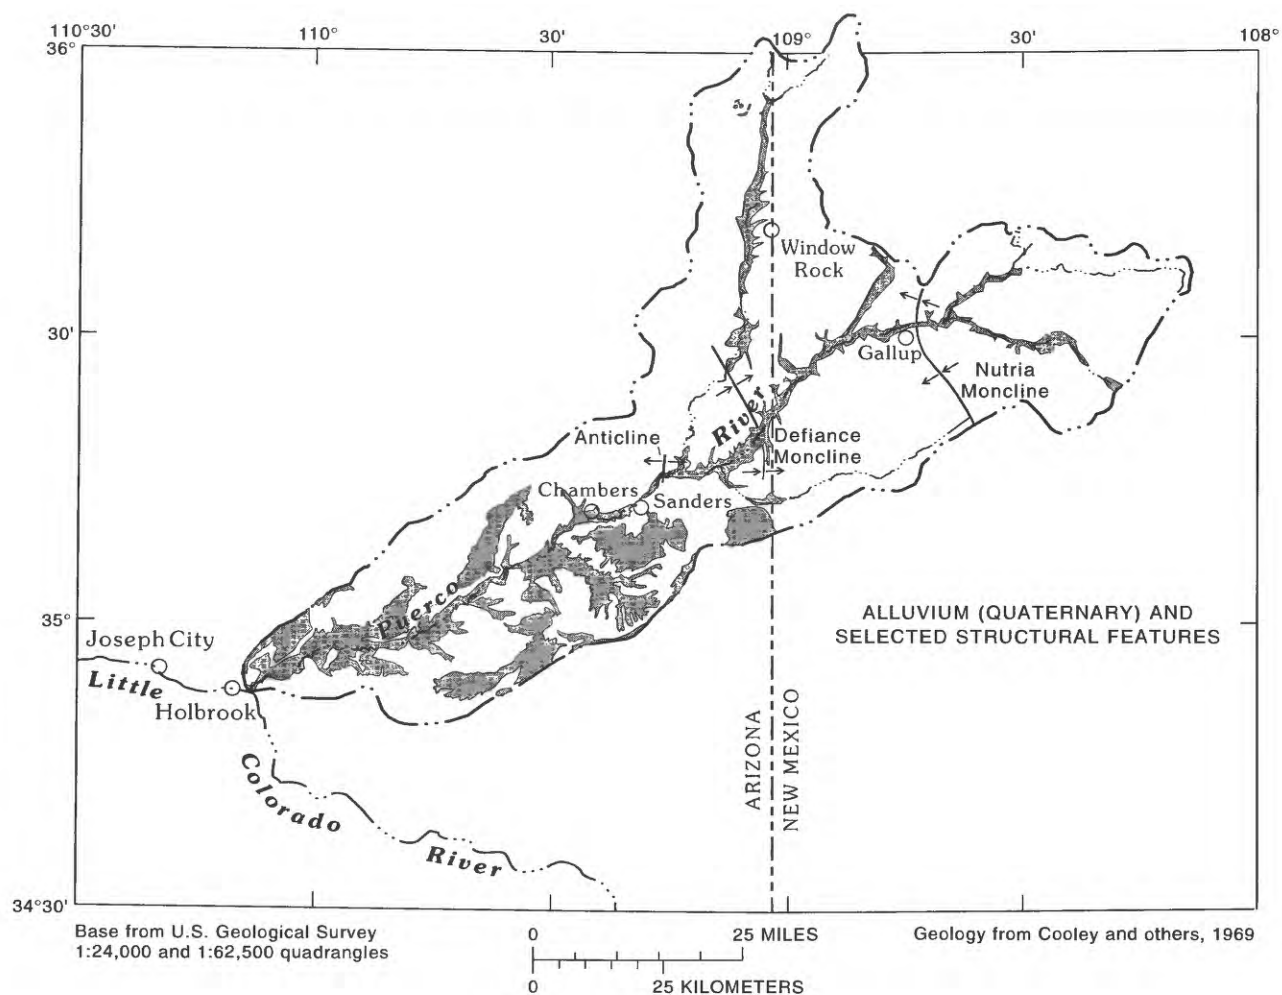 110°30'
110°
30'
109°
30'
108°
36°
Window
Rock
30'
Gallup
Nutria
Moncline
River
Anticline
Defiance
Moncline
Chambers
Sanders
Puerco
35°
ALLUVIUM (QUATERNARY) AND
SELECTED STRUCTURAL FEATURES
Joseph City
Little
Holbrook
ARIZONA
NEW MEXICO
Colorado
River
34°30'
Base from U.S. Geological Survey
1:24,000 and 1:62,500 quadrangles
0
25 MILES
0
25 KILOMETERS
Geology from Cooley and others, 1969